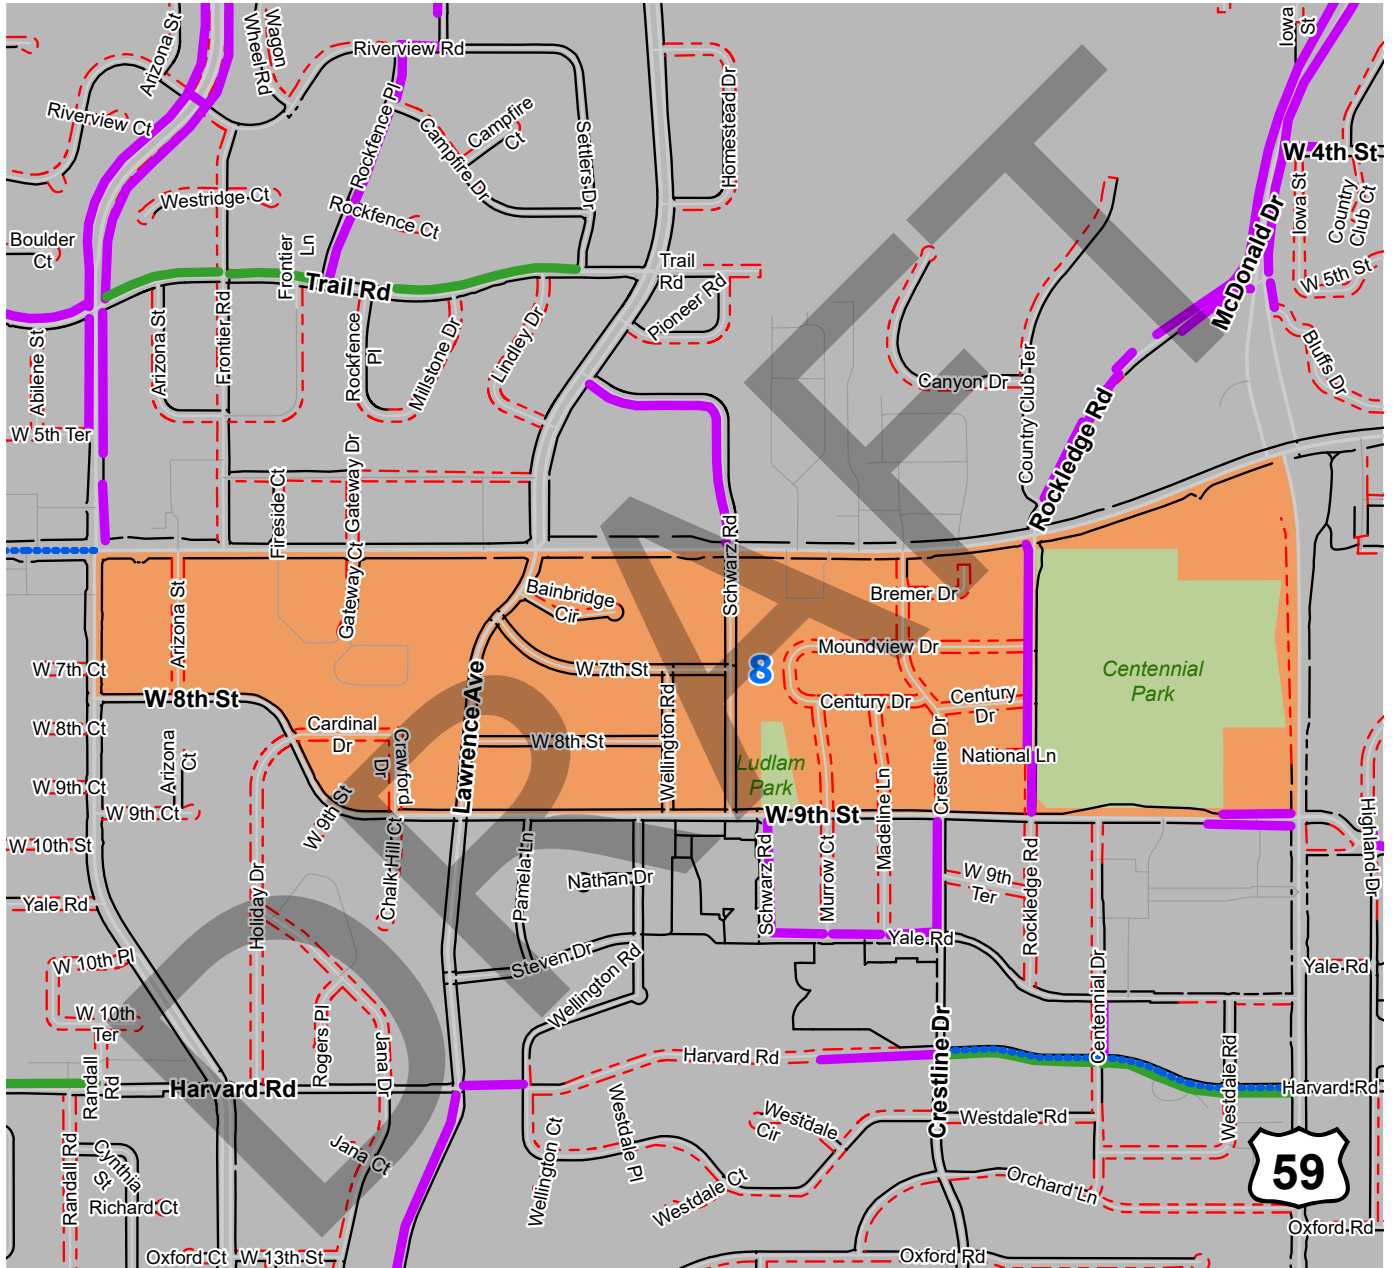 Arizona St
Wagon
Wheel Rd
Riverview Rd
Iowa
St
Riverview Ct
Rockfence Pl
Campfire
Ct
Campfire Dr
Settlers Dr
Homestead Dr
W 4th St
Westridge Ct
Rockfence Ct
Iowa St
Country
Club Ct
Boulder
Ct
Frontier
Ln
Trail Rd
Trail
Rd
McDonald Dr
W 5th St
Abilene St
Arizona St
Frontier Rd
Rockfence
Pl
Millstone Dr
Lindley Dr
Pioneer Rd
Canyon Dr
Country Club Ter
Bluffs Dr
W 5th Ter
Rockledge Rd
Fireside Ct
Gateway Dr
Gateway Ct
Schwarz Rd
Arizona St
Bainbridge
Cir
Bremer Dr
W 7th Ct
W 7th St
8
Moundview Dr
Centennial
Park
W 8th St
Lawrence Ave
Wellington Rd
Century Dr
Century
Dr
W 8th Ct
Arizona
Ct
Cardinal
Dr
Crawford
Dr
W 8th St
Crestline Dr
National Ln
Ludlam
Park
W 9th Ct
W 9th Ct
W 9th St
W 9th St
Madeline Ln
Highland Dr
W 10th St
Holiday Dr
Chalk Hill Ct
Pamela Ln
Nathan Dr
Schwarz Rd
Murrow Ct
W 9th
Ter
Rockledge Rd
Yale Rd
Yale Rd
W 10th Pl
Steven Dr
Wellington Rd
Centennial Dr
Yale Rd
W 10th
Ter
Rogers Pl
Jana Dr
Harvard Rd
Crestline Dr
Westdale Rd
Randall
Rd
Harvard Rd
Harvard Rd
Randall Rd
Cynthia
St
Jana Ct
Wellington Ct
Westdale Pl
Westdale
Cir
Westdale Rd
59
Richard Ct
Westdale Ct
Orchard Ln
Oxford Rd
Oxford Ct
W 13th St
Oxford Rd
DRAFT